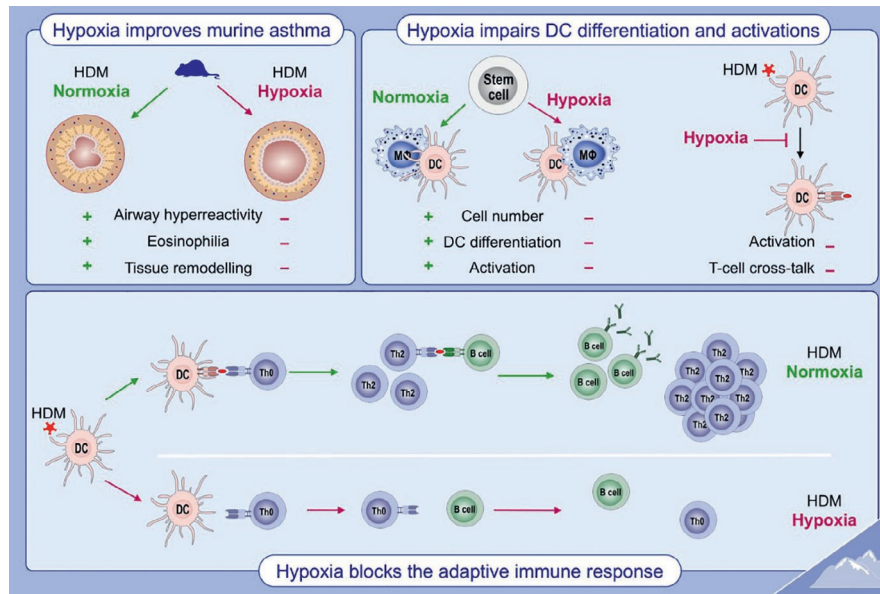 Hypoxia improves murine asthma
HDM
Normoxia
HDM
Hypoxia
+ Airway hyperreactivity −
+ Eosinophilia −
+ Tissue remodelling −
Hypoxia impairs DC differentiation and activations
Stem
cell
Normoxia
Hypoxia
MΦ
DC
DC
MΦ
+ Cell number −
+ DC differentiation −
+ Activation −
HDM
DC
Hypoxia
DC
Activation −
T-cell cross-talk −
HDM
DC
DC
Th0
Th2
B cell
Th2
Th2
B cell
B cell
B cell
Th2
Th2
Th2
Th2
Th2
Th2
Th2
HDM
Normoxia
DC
Th0
Th0
B cell
B cell
Th0
HDM
Hypoxia
Hypoxia blocks the adaptive immune response